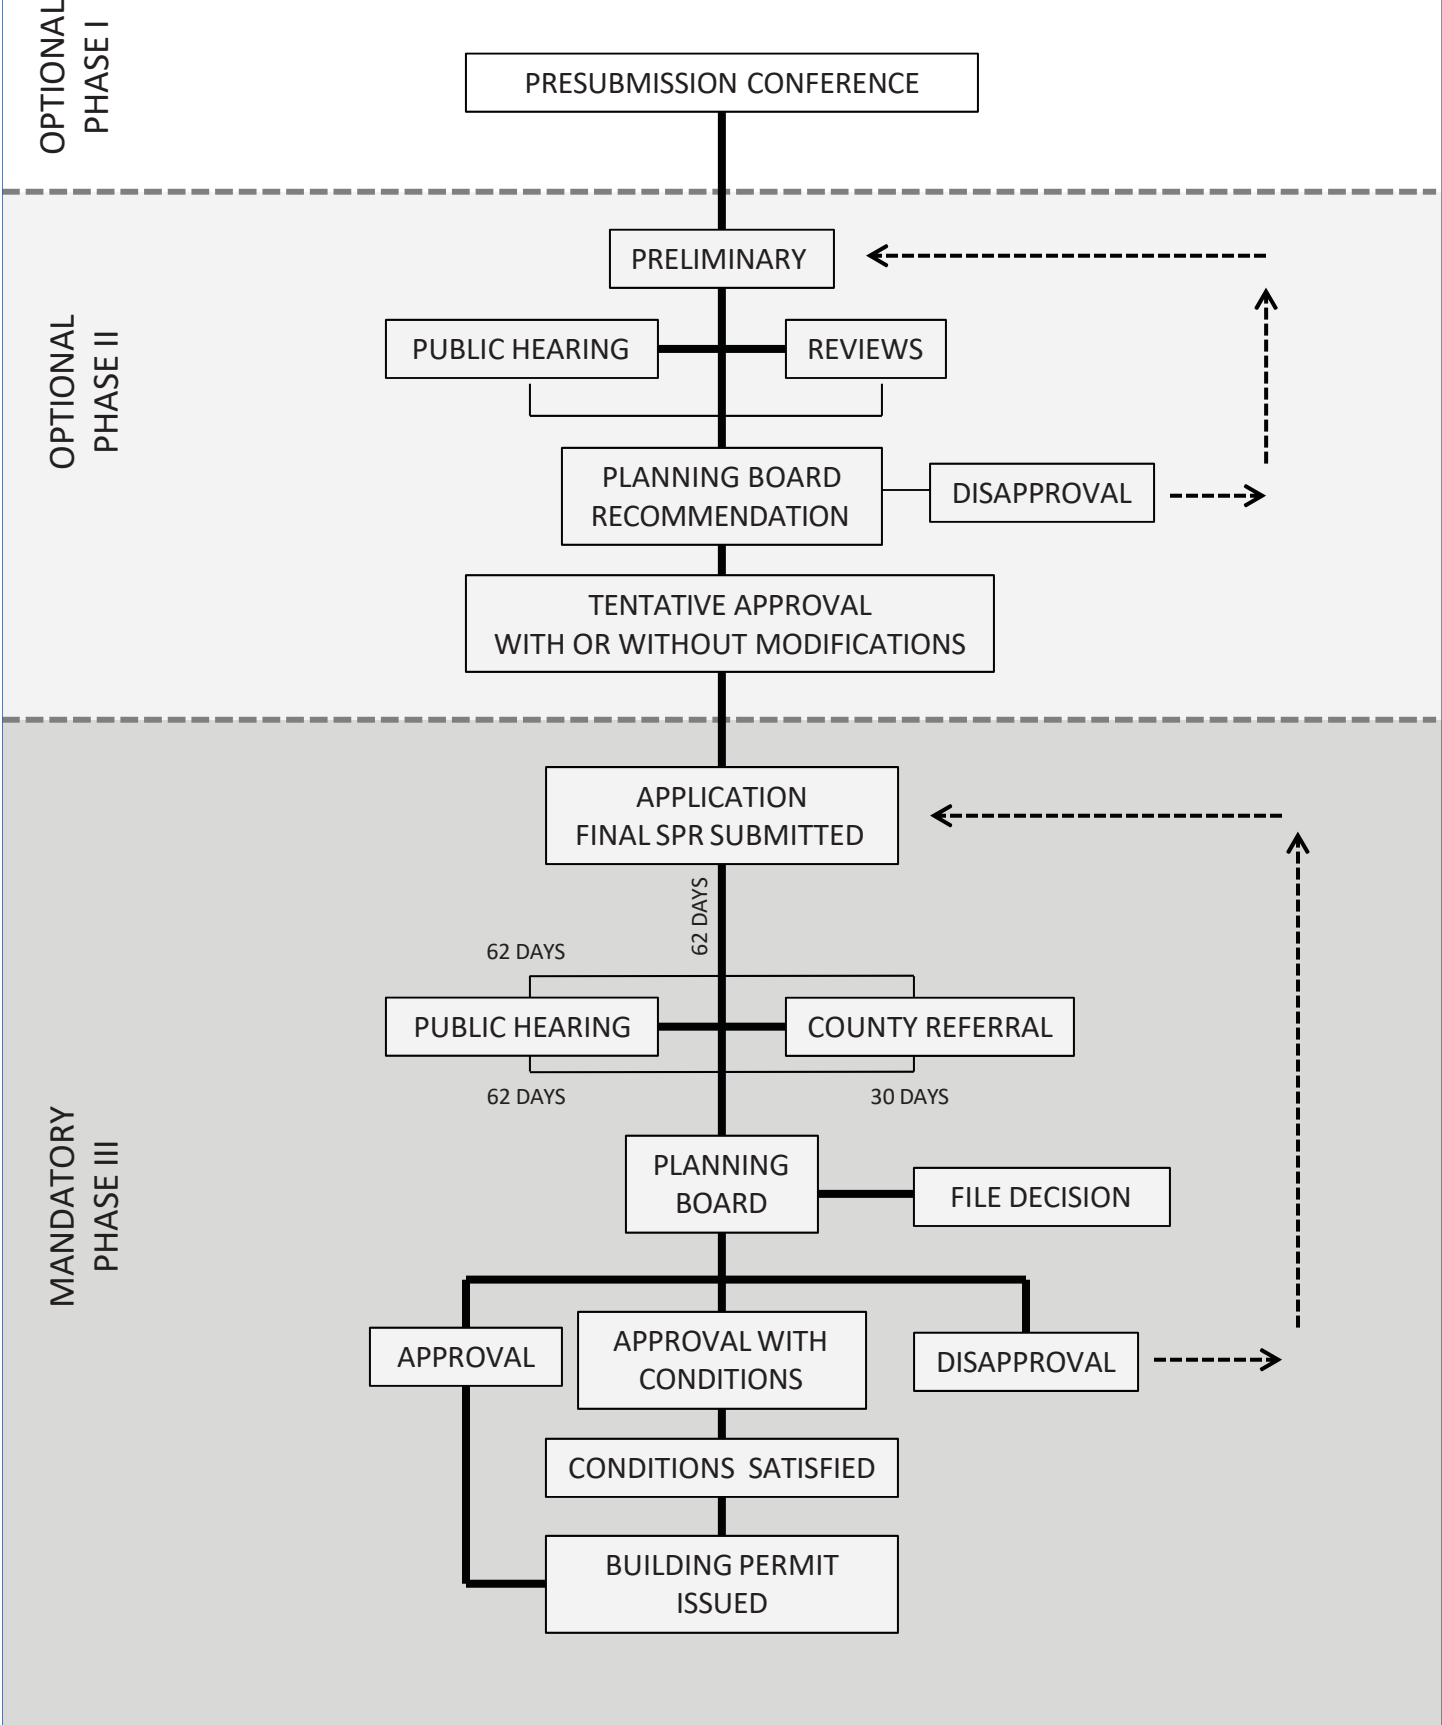 OPTIONAL
PHASE I
PRESUBMISSION CONFERENCE
OPTIONAL
PHASE II
PRELIMINARY
PUBLIC HEARING
REVIEWS
PLANNING BOARD
RECOMMENDATION
DISAPPROVAL
TENTATIVE APPROVAL
WITH OR WITHOUT MODIFICATIONS
MANDATORY
PHASE III
APPLICATION
FINAL SPR SUBMITTED
62 DAYS
62 DAYS
PUBLIC HEARING
COUNTY REFERRAL
62 DAYS
30 DAYS
PLANNING
BOARD
FILE DECISION
APPROVAL
APPROVAL WITH
CONDITIONS
DISAPPROVAL
CONDITIONS SATISFIED
BUILDING PERMIT
ISSUED